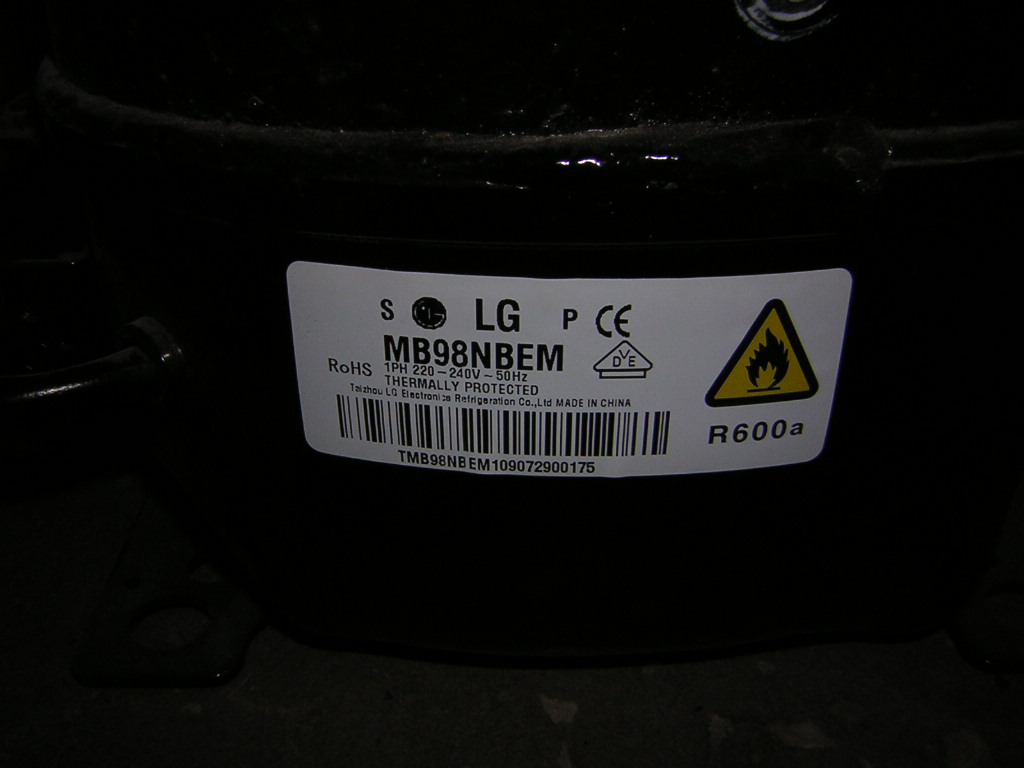 S LG P CE
MB98NBEM
DVE
RoHS 1PH 220-240V~50Hz
THERMALLY PROTECTED
Taizhou LG Electronics Refrigeration Co.,Ltd MADE IN CHINA
R600a
TMB98NBEM109072900175